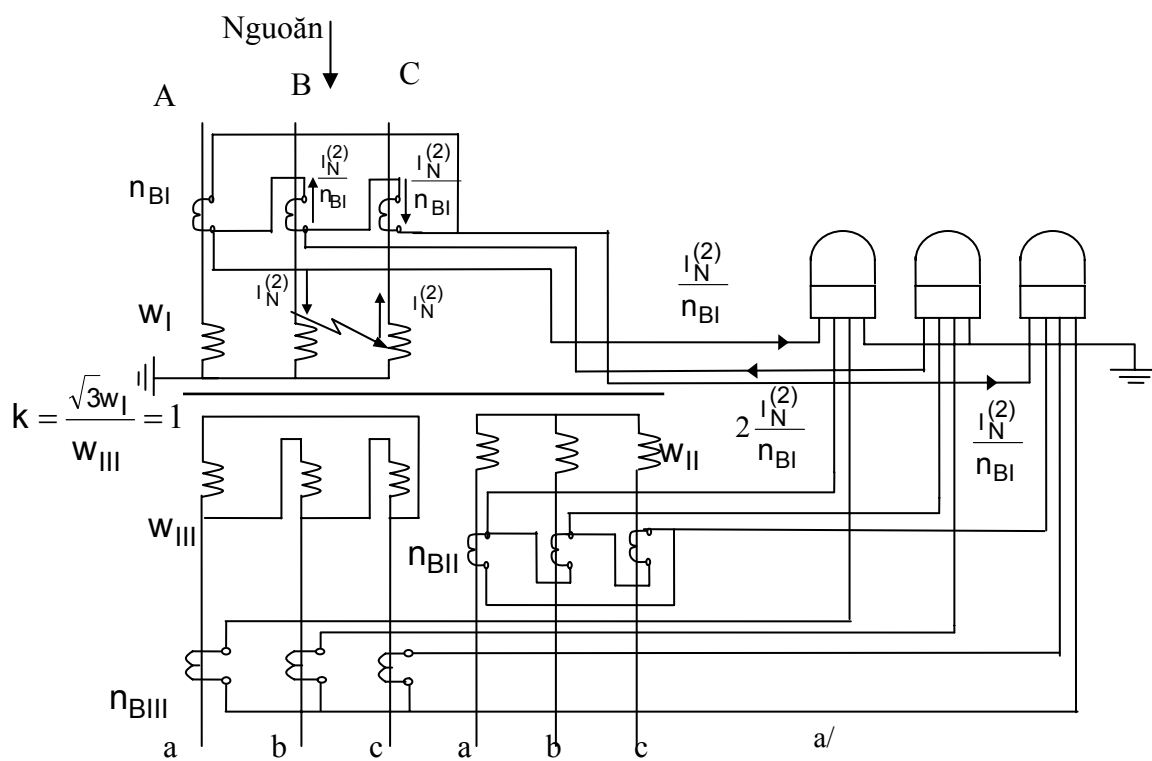 Nguoăn
A B C
n_BI
I_N^(2)/n_BI I_N^(2)/n_BI
I_N^(2) I_N^(2)
w_I
I_N^(2)/n_BI
k = √3w_I/w_III = 1
w_II
2 I_N^(2)/n_BI I_N^(2)/n_BI
w_III
n_BII
n_BIII
a b c a b c
a/